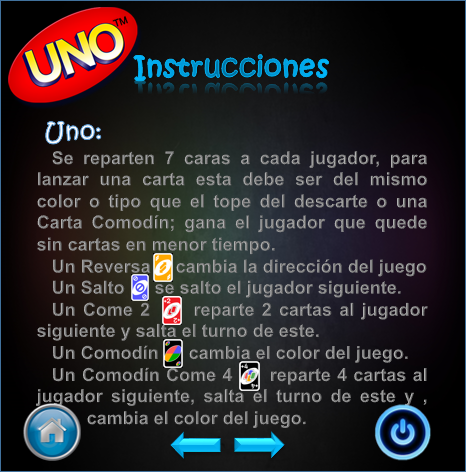 UNO™
Instrucciones
Uno:
Se reparten 7 caras a cada jugador, para
lanzar una carta esta debe ser del mismo
color o tipo que el tope del descarte o una
Carta Comodín; gana el jugador que quede
sin cartas en menor tiempo.
Un Reversa cambia la dirección del juego
Un Salto se salto el jugador siguiente.
Un Come 2 reparte 2 cartas al jugador
siguiente y salta el turno de este.
Un Comodín cambia el color del juego.
Un Comodín Come 4 reparte 4 cartas al
jugador siguiente, salta el turno de este y ,
cambia el color del juego.